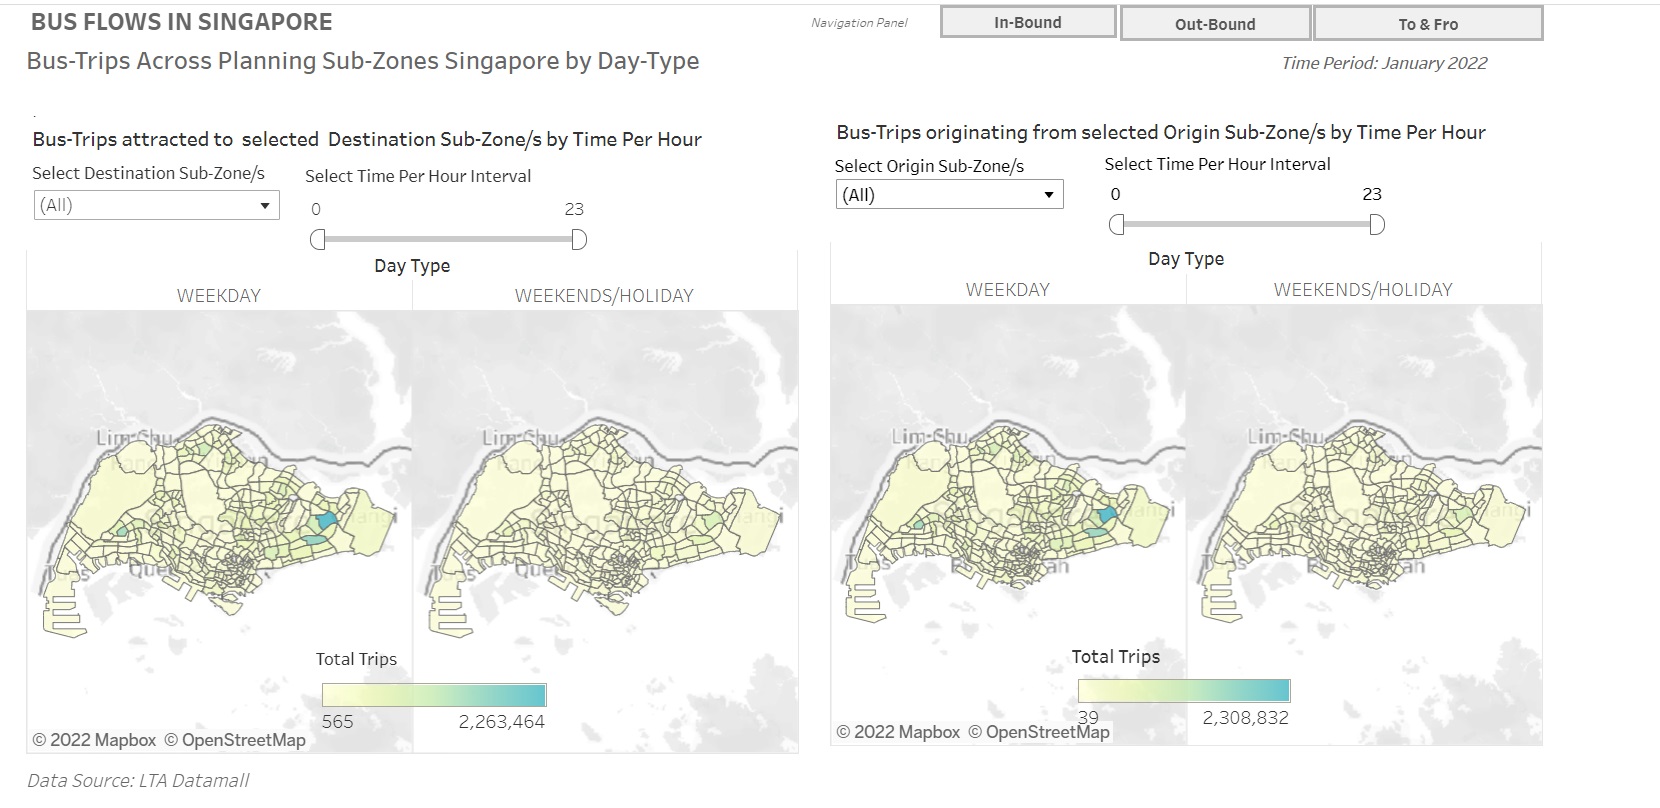 BUS FLOWS IN SINGAPORE
Navigation Panel
In-Bound
Out-Bound
To & Fro
Bus-Trips Across Planning Sub-Zones Singapore by Day-Type
Time Period: January 2022
.
Bus-Trips attracted to selected Destination Sub-Zone/s by Time Per Hour
Select Destination Sub-Zone/s
(All)
Select Time Per Hour Interval
0
23
Day Type
WEEKDAY
WEEKENDS/HOLIDAY
Lim-Chu
Lim-Chu
Total Trips
565
2,263,464
© 2022 Mapbox © OpenStreetMap
Bus-Trips originating from selected Origin Sub-Zone/s by Time Per Hour
Select Origin Sub-Zone/s
(All)
Select Time Per Hour Interval
0
23
Day Type
WEEKDAY
WEEKENDS/HOLIDAY
Lim-Chu
Lim-Chu
Total Trips
39
2,308,832
© 2022 Mapbox © OpenStreetMap
Data Source: LTA Datamall